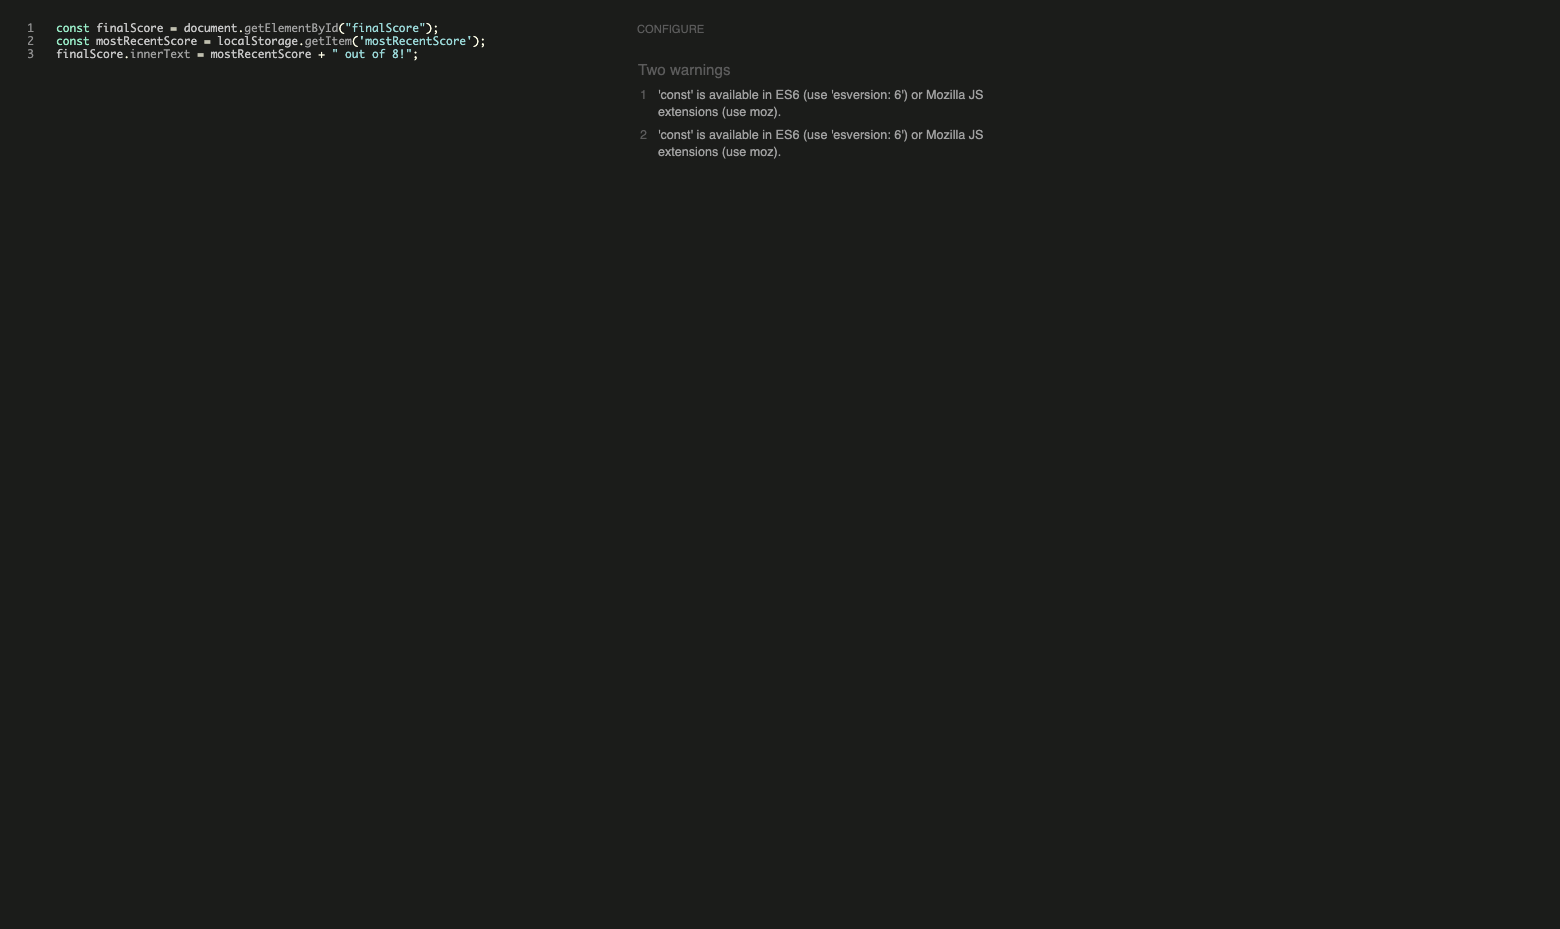 1 const finalScore = document.getElementById("finalScore");
2 const mostRecentScore = localStorage.getItem('mostRecentScore');
3 finalScore.innerText = mostRecentScore + " out of 8!";
CONFIGURE
Two warnings
1 'const' is available in ES6 (use 'esversion: 6') or Mozilla JS
extensions (use moz).
2 'const' is available in ES6 (use 'esversion: 6') or Mozilla JS
extensions (use moz).